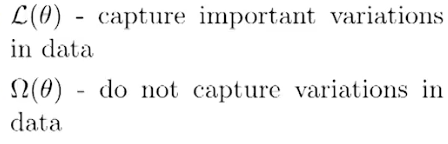 ℒ(θ) - capture important variations
in data
Ω(θ) - do not capture variations in
data